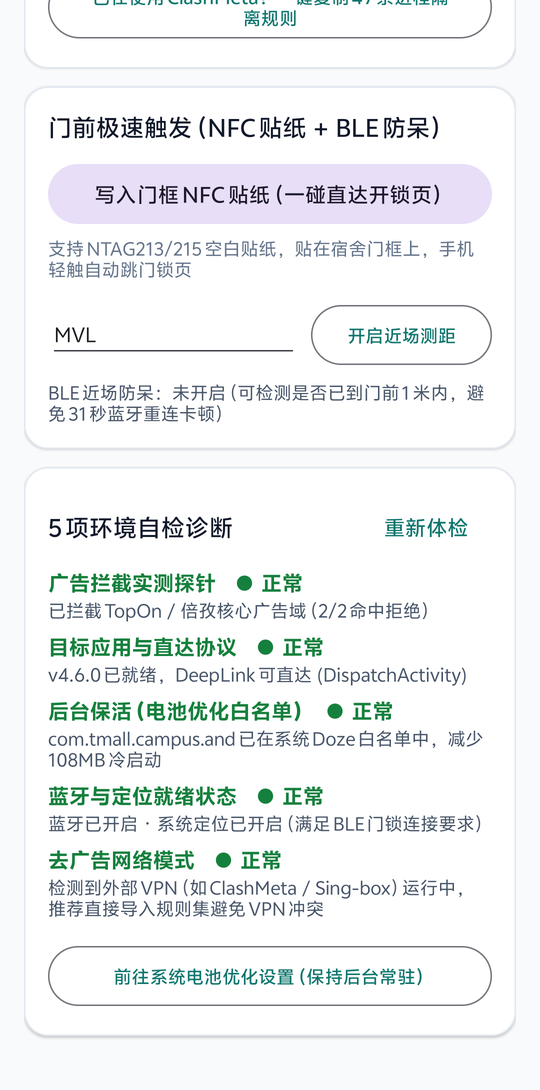 离规则
门前极速触发（NFC贴纸 + BLE防呆）
写入门框NFC贴纸（一碰直达开锁页）
支持NTAG213/215空白贴纸，贴在宿舍门框上，手机
轻触自动跳门锁页
MVL
开启近场测距
BLE近场防呆：未开启（可检测是否已到门前1米内，避
免31秒蓝牙重连卡顿）
5项环境自检诊断
重新体检
广告拦截实测探针 ● 正常
已拦截TopOn / 倍孜核心广告域（2/2命中拒绝）
目标应用与直达协议 ● 正常
v4.6.0已就绪，DeepLink可直达 (DispatchActivity)
后台保活（电池优化白名单） ● 正常
com.tmall.campus.and已在系统Doze白名单中，减少
108MB冷启动
蓝牙与定位就绪状态 ● 正常
蓝牙已开启 · 系统定位已开启（满足BLE门锁连接要求）
去广告网络模式 ● 正常
检测到外部VPN（如ClashMeta / Sing-box）运行中，
推荐直接导入规则集避免VPN冲突
前往系统电池优化设置（保持后台常驻）